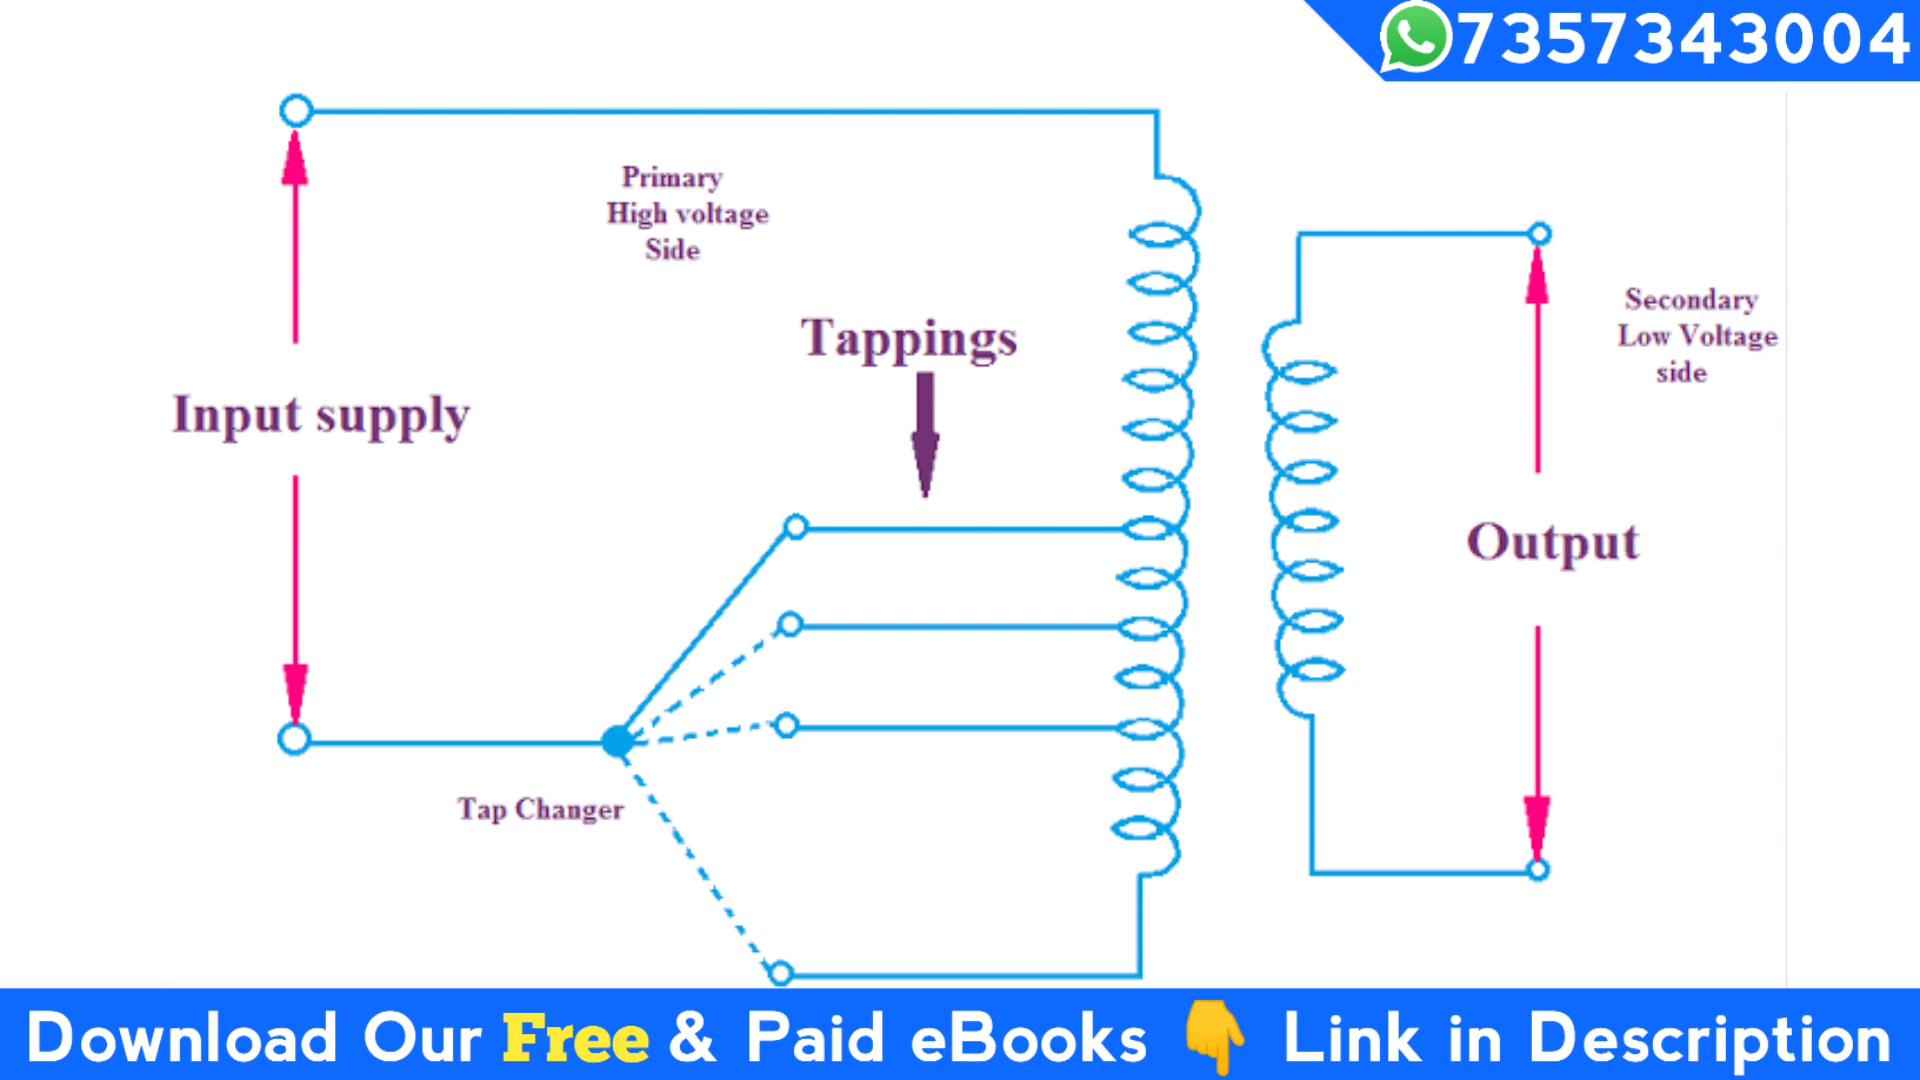 7357343004
Primary
High voltage
Side
Tappings
Secondary
Low Voltage
side
Input supply
Output
Tap Changer
Download Our Free & Paid eBooks 👇 Link in Description